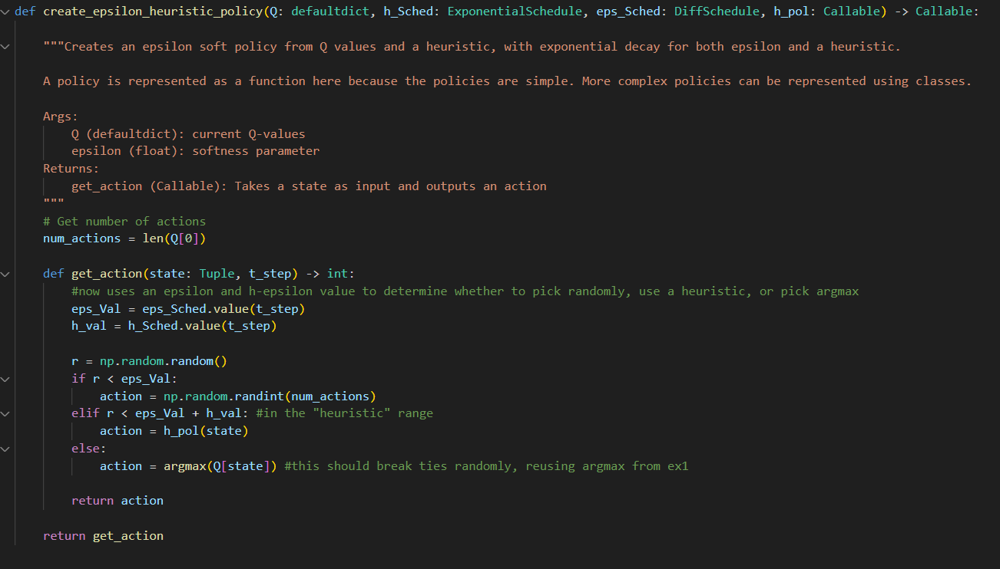 def create_epsilon_heuristic_policy(Q: defaultdict, h_Sched: ExponentialSchedule, eps_Sched: DiffSchedule, h_pol: Callable) -> Callable:
"""Creates an epsilon soft policy from Q values and a heuristic, with exponential decay for both epsilon and a heuristic.
A policy is represented as a function here because the policies are simple. More complex policies can be represented using classes.
Args:
Q (defaultdict): current Q-values
epsilon (float): softness parameter
Returns:
get_action (Callable): Takes a state as input and outputs an action
"""
# Get number of actions
num_actions = len(Q[0])
def get_action(state: Tuple, t_step) -> int:
#now uses an epsilon and h-epsilon value to determine whether to pick randomly, use a heuristic, or pick argmax
eps_Val = eps_Sched.value(t_step)
h_val = h_Sched.value(t_step)
r = np.random.random()
if r < eps_Val:
action = np.random.randint(num_actions)
elif r < eps_Val + h_val: #in the "heuristic" range
action = h_pol(state)
else:
action = argmax(Q[state]) #this should break ties randomly, reusing argmax from ex1
return action
return get_action